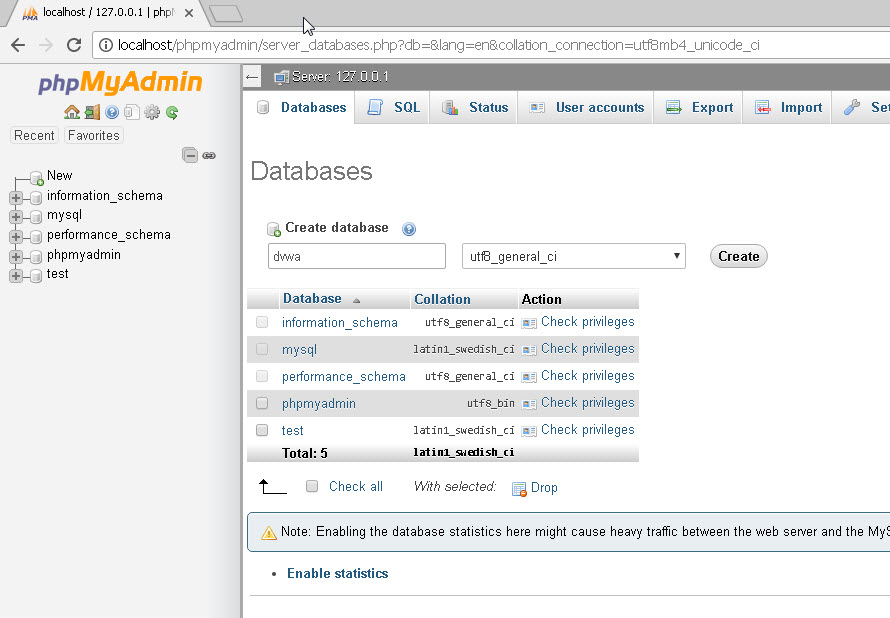 localhost / 127.0.0.1 | php
localhost/phpmyadmin/server_databases.php?db=&lang=en&collation_connection=utf8mb4_unicode_ci
phpMyAdmin
Recent Favorites
New
information_schema
mysql
performance_schema
phpmyadmin
test
Server: 127.0.0.1
Databases SQL Status User accounts Export Import Set
Databases
Create database
dvwa utf8_general_ci Create
Database Collation Action
information_schema utf8_general_ci Check privileges
mysql latin1_swedish_ci Check privileges
performance_schema utf8_general_ci Check privileges
phpmyadmin utf8_bin Check privileges
test latin1_swedish_ci Check privileges
Total: 5 latin1_swedish_ci
Check all With selected: Drop
Note: Enabling the database statistics here might cause heavy traffic between the web server and the MyS
Enable statistics